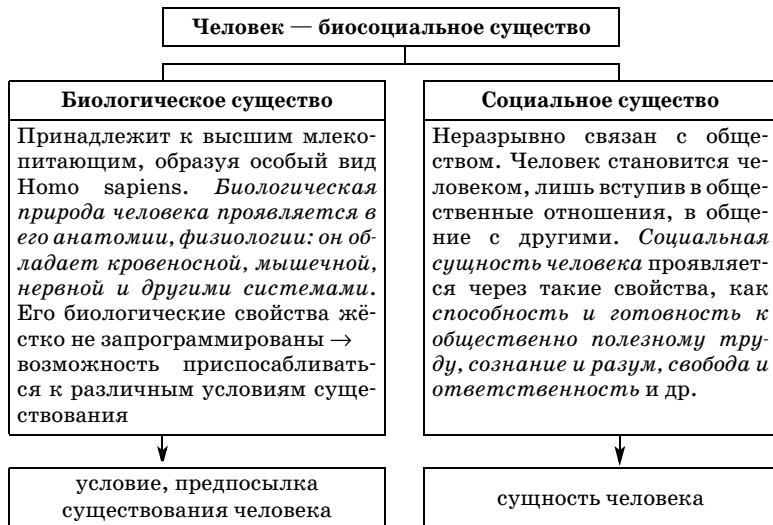 Человек — биосоциальное существо
Биологическое существо
Принадлежит к высшим млеко-
питающим, образуя особый вид
Homo sapiens. Биологическая
природа человека проявляется в
его анатомии, физиологии: он об-
ладает кровеносной, мышечной,
нервной и другими системами.
Его биологические свойства жё-
стко не запрограммированы →
возможность приспосабливать-
ся к различным условиям суще-
ствования
условие, предпосылка
существования человека
Социальное существо
Неразрывно связан с обще-
ством. Человек становится че-
ловеком, лишь вступив в обще-
ственные отношения, в обще-
ние с другими. Социальная
сущность человека проявляет-
ся через такие свойства, как
способность и готовность к
общественно полезному тру-
ду, сознание и разум, свобода и
ответственность и др.
сущность человека